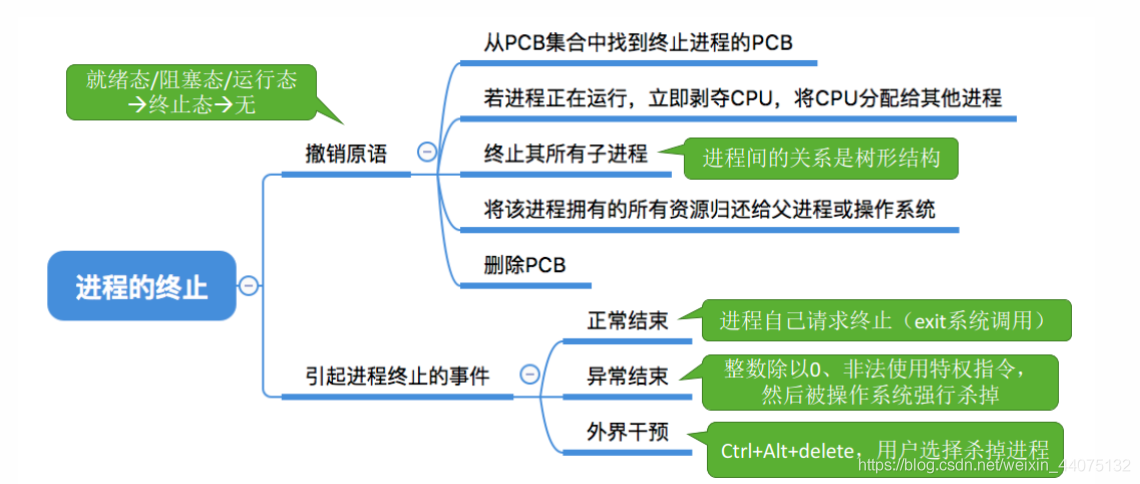 从PCB集合中找到终止进程的PCB
就绪态/阻塞态/运行态
→终止态→无
若进程正在运行，立即剥夺CPU，将CPU分配给其他进程
撤销原语
终止其所有子进程
进程间的关系是树形结构
将该进程拥有的所有资源归还给父进程或操作系统
删除PCB
进程的终止
正常结束
进程自己请求终止（exit系统调用）
引起进程终止的事件
异常结束
整数除以0、非法使用特权指令，
然后被操作系统强行杀掉
外界干预
Ctrl+Alt+delete，用户选择杀掉进程
https://blog.csdn.net/weixin_44075132